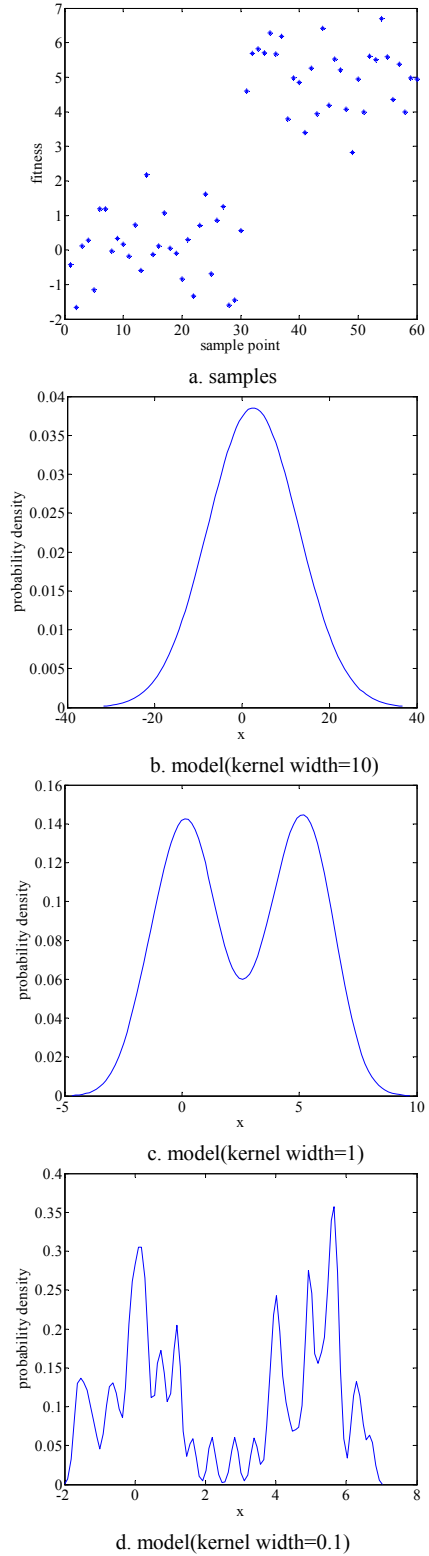 7
6
5
4
3
2
1
0
-1
-2
fitness
0 10 20 30 40 50 60
sample point
a. samples
0.04
0.035
0.03
0.025
0.02
0.015
0.01
0.005
0
probability density
-40 -20 0 20 40
x
b. model(kernel width=10)
0.16
0.14
0.12
0.1
0.08
0.06
0.04
0.02
0
probability density
-5 0 5 10
x
c. model(kernel width=1)
0.4
0.35
0.3
0.25
0.2
0.15
0.1
0.05
0
probability density
-2 0 2 4 6 8
x
d. model(kernel width=0.1)